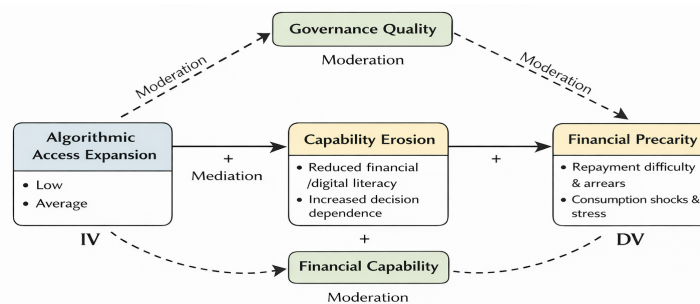 Governance Quality
Moderation
Moderation
Moderation
Algorithmic
Access Expansion
• Low
• Average
IV
+
Mediation
Capability Erosion
• Reduced financial
/digital literacy
• Increased decision
dependence
+
Financial Precarity
• Repayment difficulty
& arrears
• Consumption shocks &
stress
DV
+
Financial Capability
Moderation